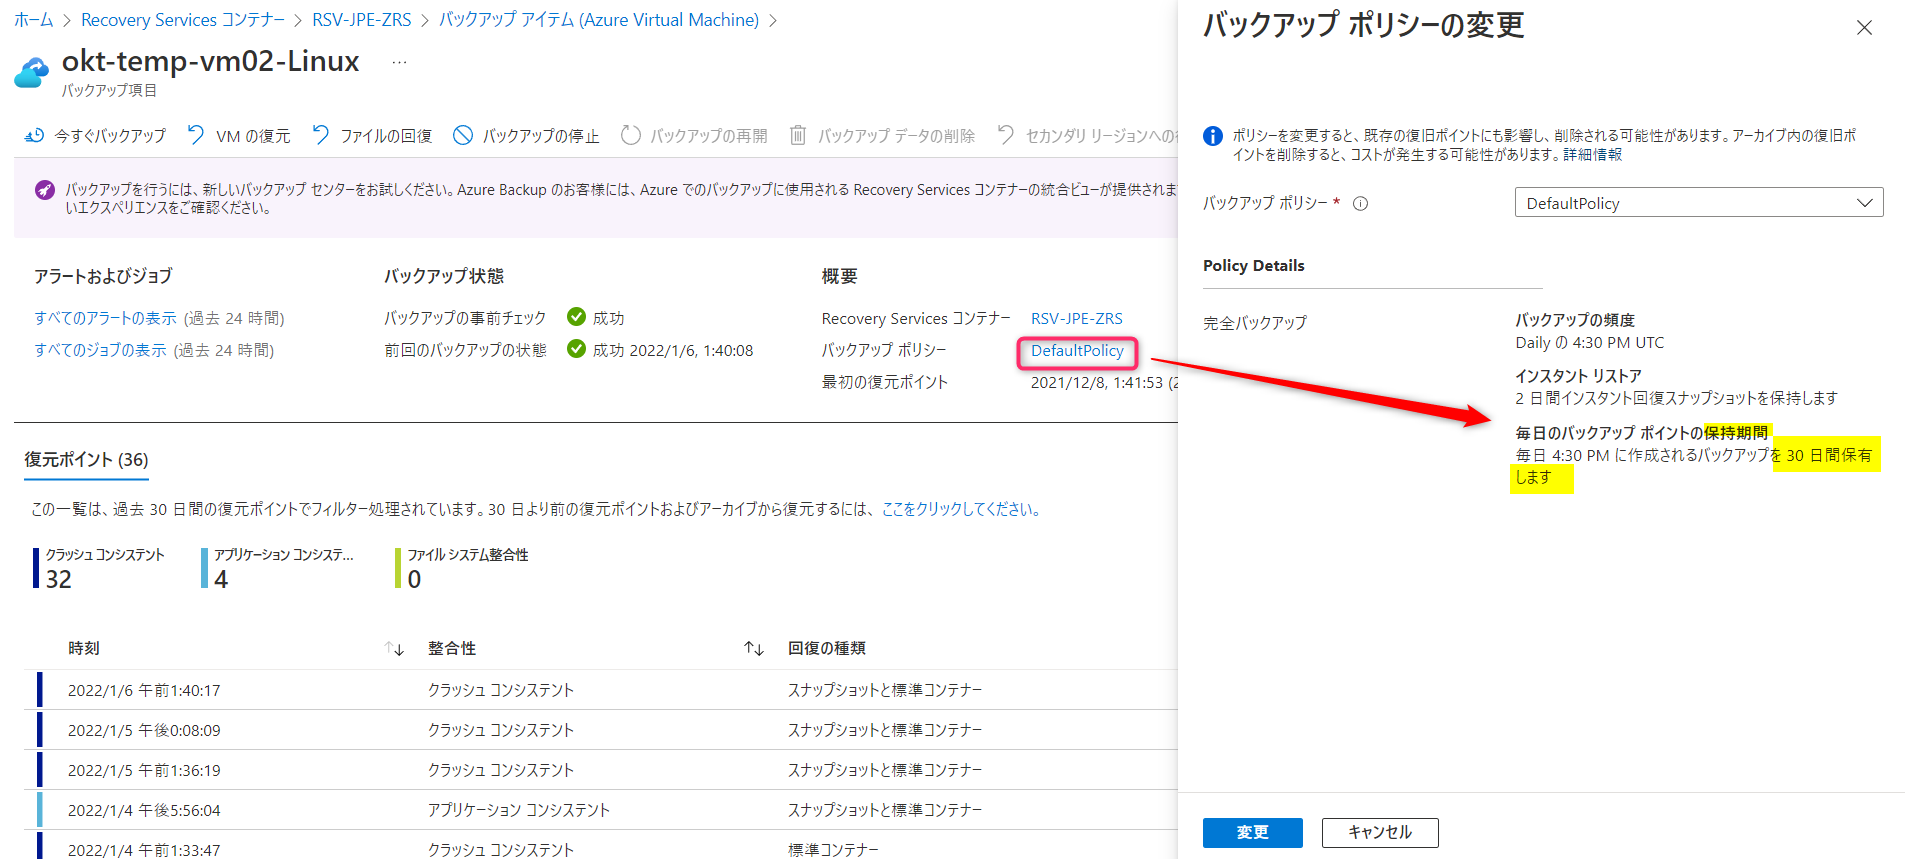 ホーム > Recovery Services コンテナー > RSV-JPE-ZRS > バックアップ アイテム (Azure Virtual Machine) >
okt-temp-vm02-Linux ...
バックアップ項目
今すぐバックアップ VM の復元 ファイルの回復 バックアップの停止 バックアップの再開 バックアップ データの削除 セカンダリ リージョンへの
バックアップを行うには、新しいバックアップ センターをお試しください。Azure Backup のお客様には、Azure でのバックアップに使用される Recovery Services コンテナーの統合ビューが提供されま
いエクスペリエンスをご確認ください。
アラートおよびジョブ
すべてのアラートの表示 (過去 24 時間)
すべてのジョブの表示 (過去 24 時間)
バックアップ状態
バックアップの事前チェック 成功
前回のバックアップの状態 成功 2022/1/6, 1:40:08
概要
Recovery Services コンテナー RSV-JPE-ZRS
バックアップ ポリシー DefaultPolicy
最初の復元ポイント 2021/12/8, 1:41:53 (2
復元ポイント (36)
この一覧は、過去 30 日間の復元ポイントでフィルター処理されています。30 日より前の復元ポイントおよびアーカイブから復元するには、ここをクリックしてください。
クラッシュ コンシステント
32
アプリケーション コンシステ...
4
ファイル システム整合性
0
時刻 整合性 回復の種類
2022/1/6 午前1:40:17 クラッシュ コンシステント スナップショットと標準コンテナー
2022/1/5 午後0:08:09 クラッシュ コンシステント スナップショットと標準コンテナー
2022/1/5 午前1:36:19 クラッシュ コンシステント スナップショットと標準コンテナー
2022/1/4 午後5:56:04 アプリケーション コンシステント スナップショットと標準コンテナー
2022/1/4 午前1:33:47 クラッシュ コンシステント 標準コンテナー
バックアップ ポリシーの変更
ポリシーを変更すると、既存の復旧ポイントにも影響し、削除される可能性があります。アーカイブ内の復旧ポ
イントを削除すると、コストが発生する可能性があります。詳細情報
バックアップ ポリシー * DefaultPolicy
Policy Details
完全バックアップ
バックアップの頻度
Daily の 4:30 PM UTC
インスタント リストア
2 日間インスタント回復スナップショットを保持します
毎日のバックアップ ポイントの保持期間
毎日 4:30 PM に作成されるバックアップを 30 日間保有
します
変更 キャンセル